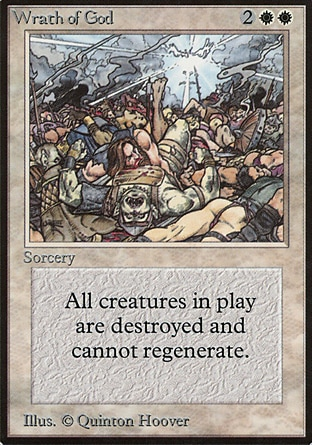 Wrath of God 2
Sorcery
All creatures in play
are destroyed and
cannot regenerate.
Illus. © Quinton Hoover